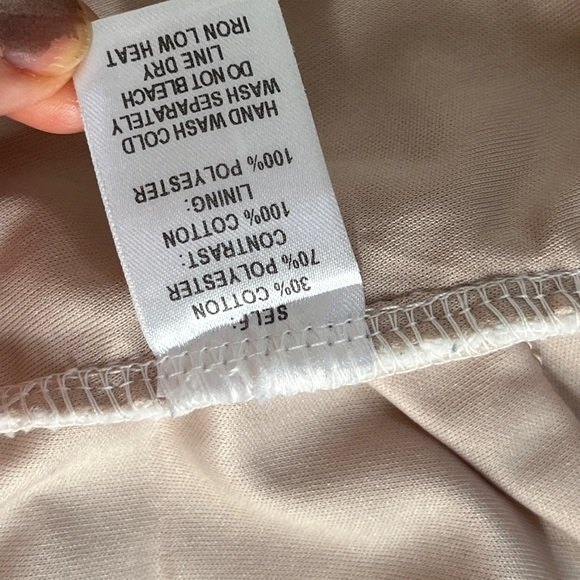 SELF:
30% COTTON
70% POLYESTER
CONTRAST:
100% COTTON
LINING:
100% POLYESTER
HAND WASH COLD
WASH SEPARATELY
DO NOT BLEACH
LINE DRY
IRON LOW HEAT